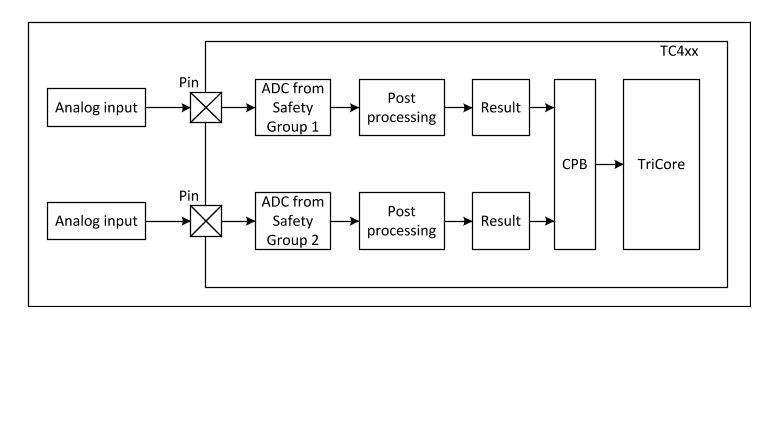 TC4xx
Pin
Analog input
ADC from
Safety
Group 1
Post
processing
Result
CPB
TriCore
Pin
Analog input
ADC from
Safety
Group 2
Post
processing
Result